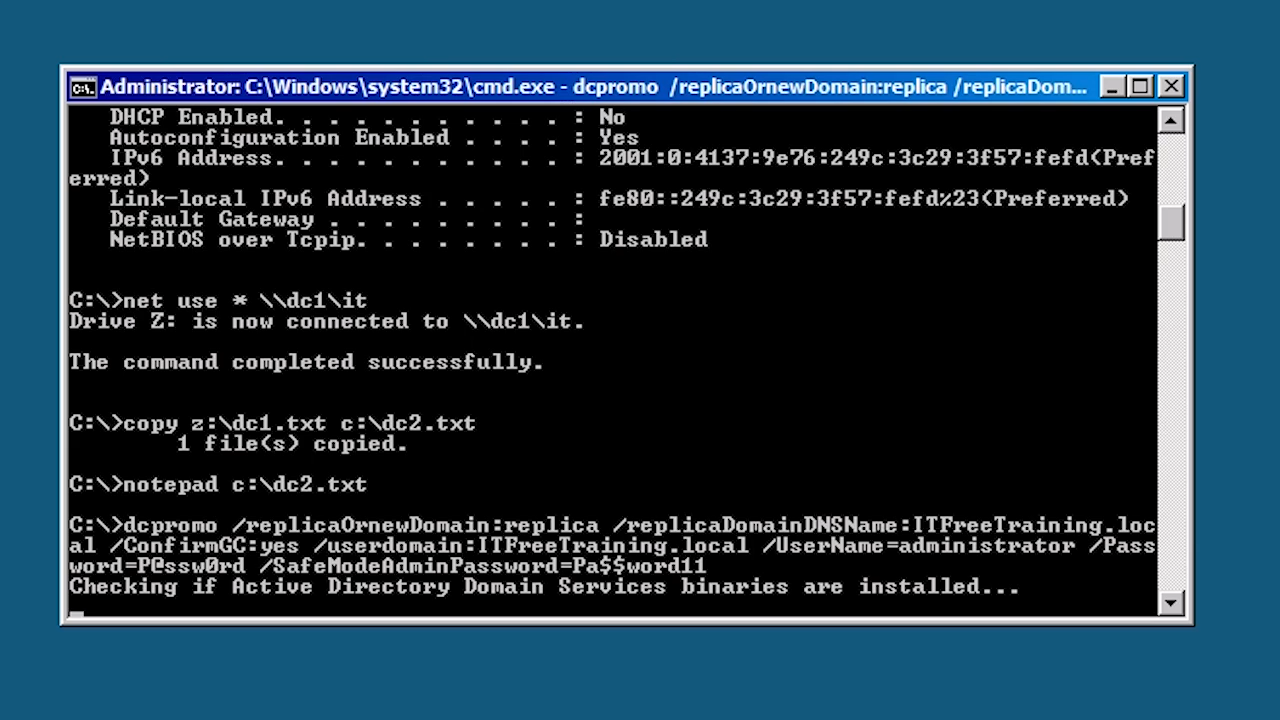 Administrator: C:\Windows\system32\cmd.exe - dcpromo /replicaOrnewDomain:replica /replicaDom...
DHCP Enabled. . . . . . . . . . . : No
Autoconfiguration Enabled . . . . : Yes
IPv6 Address. . . . . . . . . . . : 2001:0:4137:9e76:249c:3c29:3f57:fefd(Pref
erred)
Link-local IPv6 Address . . . . . : fe80::249c:3c29:3f57:fefd%23(Preferred)
Default Gateway . . . . . . . . . :
NetBIOS over Tcpip. . . . . . . . : Disabled
C:\>net use * \\dc1\it
Drive Z: is now connected to \\dc1\it.
The command completed successfully.
C:\>copy z:\dc1.txt c:\dc2.txt
1 file(s) copied.
C:\>notepad c:\dc2.txt
C:\>dcpromo /replicaOrnewDomain:replica /replicaDomainDNSName:ITFreeTraining.loc
al /ConfirmGC:yes /userdomain:ITFreeTraining.local /UserName=administrator /Pass
word=P@ssw0rd /SafeModeAdminPassword=Pa$$word11
Checking if Active Directory Domain Services binaries are installed...